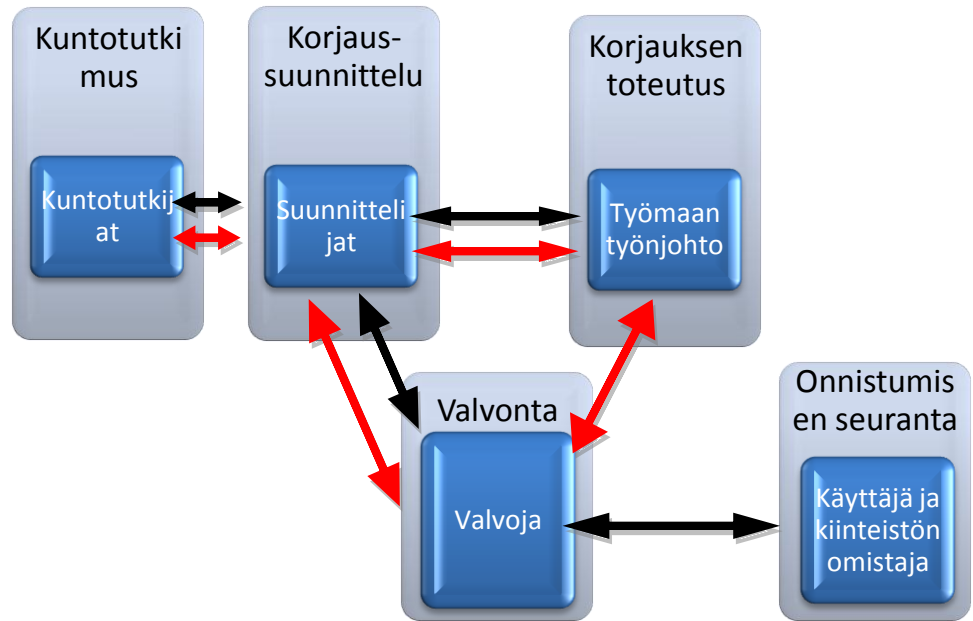 Kuntotutki
mus
Kuntotutkij
at
Korjaus-
suunnittelu
Suunnitteli
jat
Korjauksen
toteutus
Työmaan
työnjohto
Valvonta
Valvoja
Onnistumis
en seuranta
Käyttäjä ja
kiinteistön
omistaja